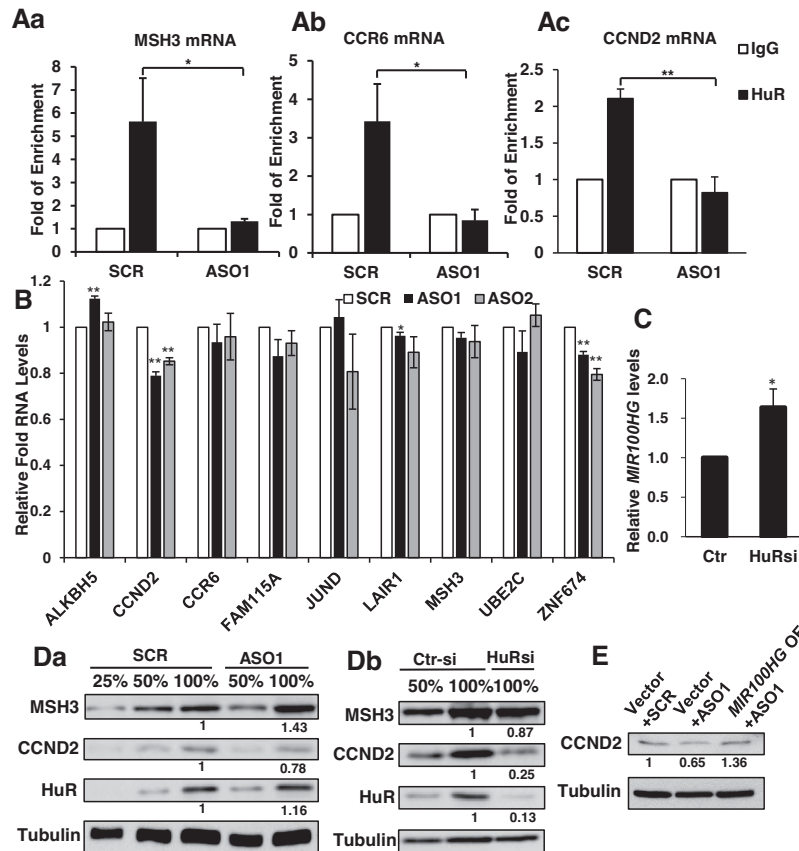 Aa
MSH3 mRNA
Fold of Enrichment
8
7
6
5
4
3
2
1
0
*
SCR ASO1
Ab
CCR6 mRNA
Fold of Enrichment
5
4
3
2
1
0
*
SCR ASO1
Ac
CCND2 mRNA
Fold of Enrichment
2.5
2
1.5
1
0.5
0
**
SCR ASO1
IgG
HuR
B
SCR ASO1 ASO2
Relative Fold RNA Levels
1.2
1
0.8
0.6
0.4
0.2
0
**
** **
*
** **
ALKBH5 CCND2 CCR6 FAM115A JUND LAIR1 MSH3 UBE2C ZNF674
C
Relative MIR100HG levels
2.0
1.5
1.0
0.5
0.0
*
Ctr HuRsi
Da
SCR ASO1
25% 50% 100% 50% 100%
MSH3
1 1.43
CCND2
1 0.78
HuR
1 1.16
Tubulin
Db
Ctr-si HuRsi
50% 100% 100%
MSH3
1 0.87
CCND2
1 0.25
HuR
1 0.13
Tubulin
E
Vector +SCR
Vector +ASO1
MIR100HG OE +ASO1
CCND2
1 0.65 1.36
Tubulin